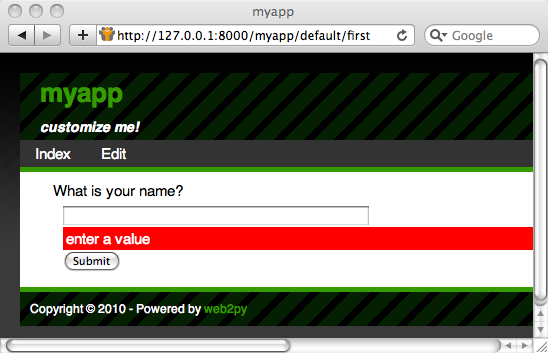 myapp
http://127.0.0.1:8000/myapp/default/first
Google
myapp
customize me!
Index Edit
What is your name?
enter a value
Submit
Copyright © 2010 - Powered by web2py